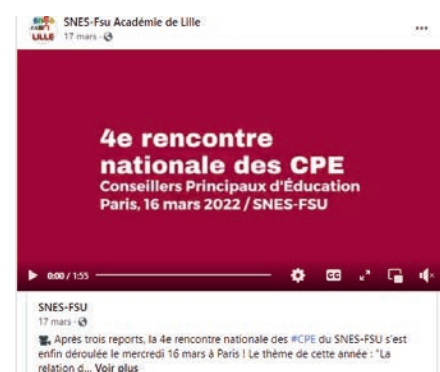 SNES-Fsu Académie de Lille
17 mars
LILLE
4e rencontre
nationale des CPE
Conseillers Principaux d'Éducation
Paris, 16 mars 2022 / SNES-FSU
0:00 / 1:55
CC
SNES-FSU
17 mars
Après trois reports, la 4e rencontre nationale des #CPE du SNES-FSU s'est
enfin déroulée le mercredi 16 mars à Paris ! Le thème de cette année : "La
relation d... Voir plus